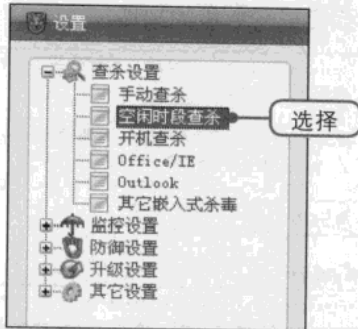 设置
查杀设置
手动查杀
空闲时段查杀
选择
开机查杀
Office/IE
Outlook
其它嵌入式杀毒
监控设置
防御设置
升级设置
其它设置